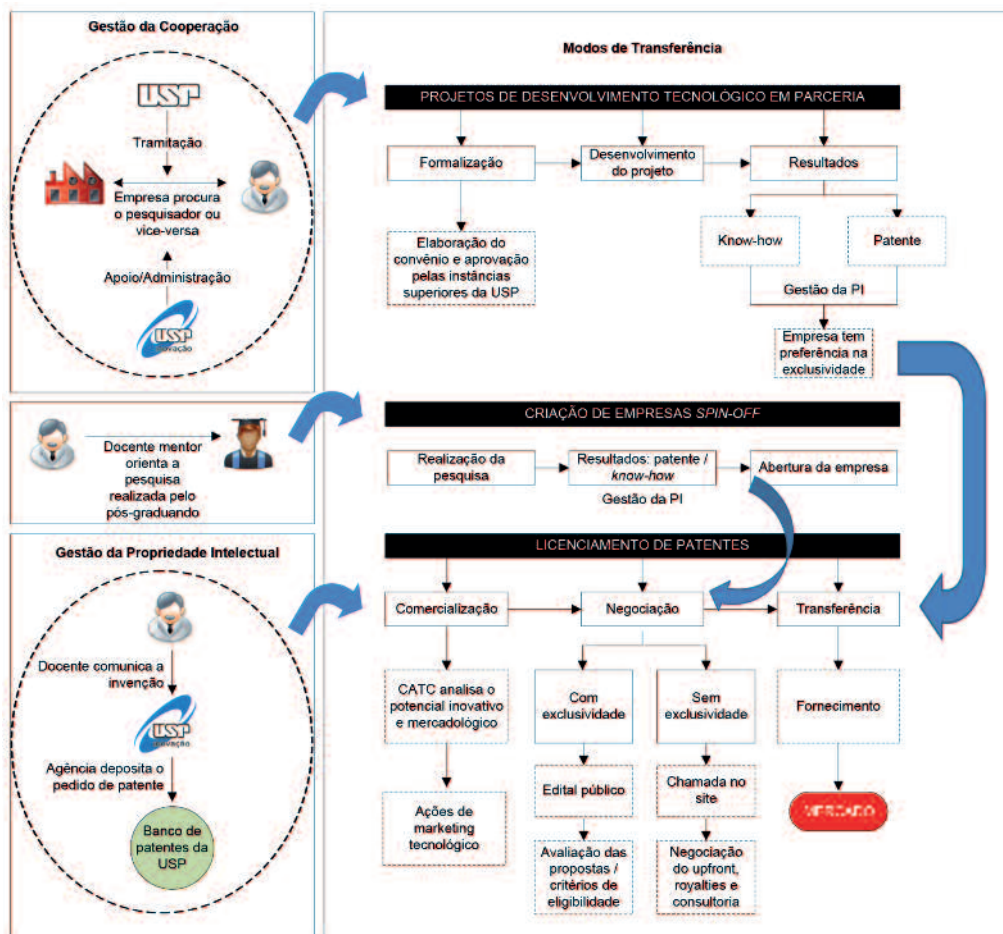 Gestão da Cooperação
USP
Tramitação
Empresa procura
o pesquisador ou
vice-versa
Apoio/Administração
USP
inovação
Docente mentor
orienta a
pesquisa
realizada pelo
pós-graduando
Gestão da Propriedade Intelectual
Docente comunica a
invenção
USP
inovação
Agência deposita o
pedido de patente
Banco de
patentes da
USP
Modos de Transferência
PROJETOS DE DESENVOLVIMENTO TECNOLÓGICO EM PARCERIA
Formalização
Desenvolvimento
do projeto
Resultados
Elaboração do
convênio e aprovação
pelas instâncias
superiores da USP
Know-how
Patente
Gestão da PI
Empresa tem
preferência na
exclusividade
CRIAÇÃO DE EMPRESAS SPIN-OFF
Realização da
pesquisa
Resultados: patente /
know-how
Abertura da empresa
Gestão da PI
LICENCIAMENTO DE PATENTES
Comercialização
Negociação
Transferência
CATC analisa o
potencial inovativo
e mercadológico
Com
exclusividade
Sem
exclusividade
Fornecimento
Ações de
marketing
tecnológico
Edital público
Chamada no
site
MERCADO
Avaliação das
propostas /
critérios de
eligibilidade
Negociação
do upfront,
royalties e
consultoria